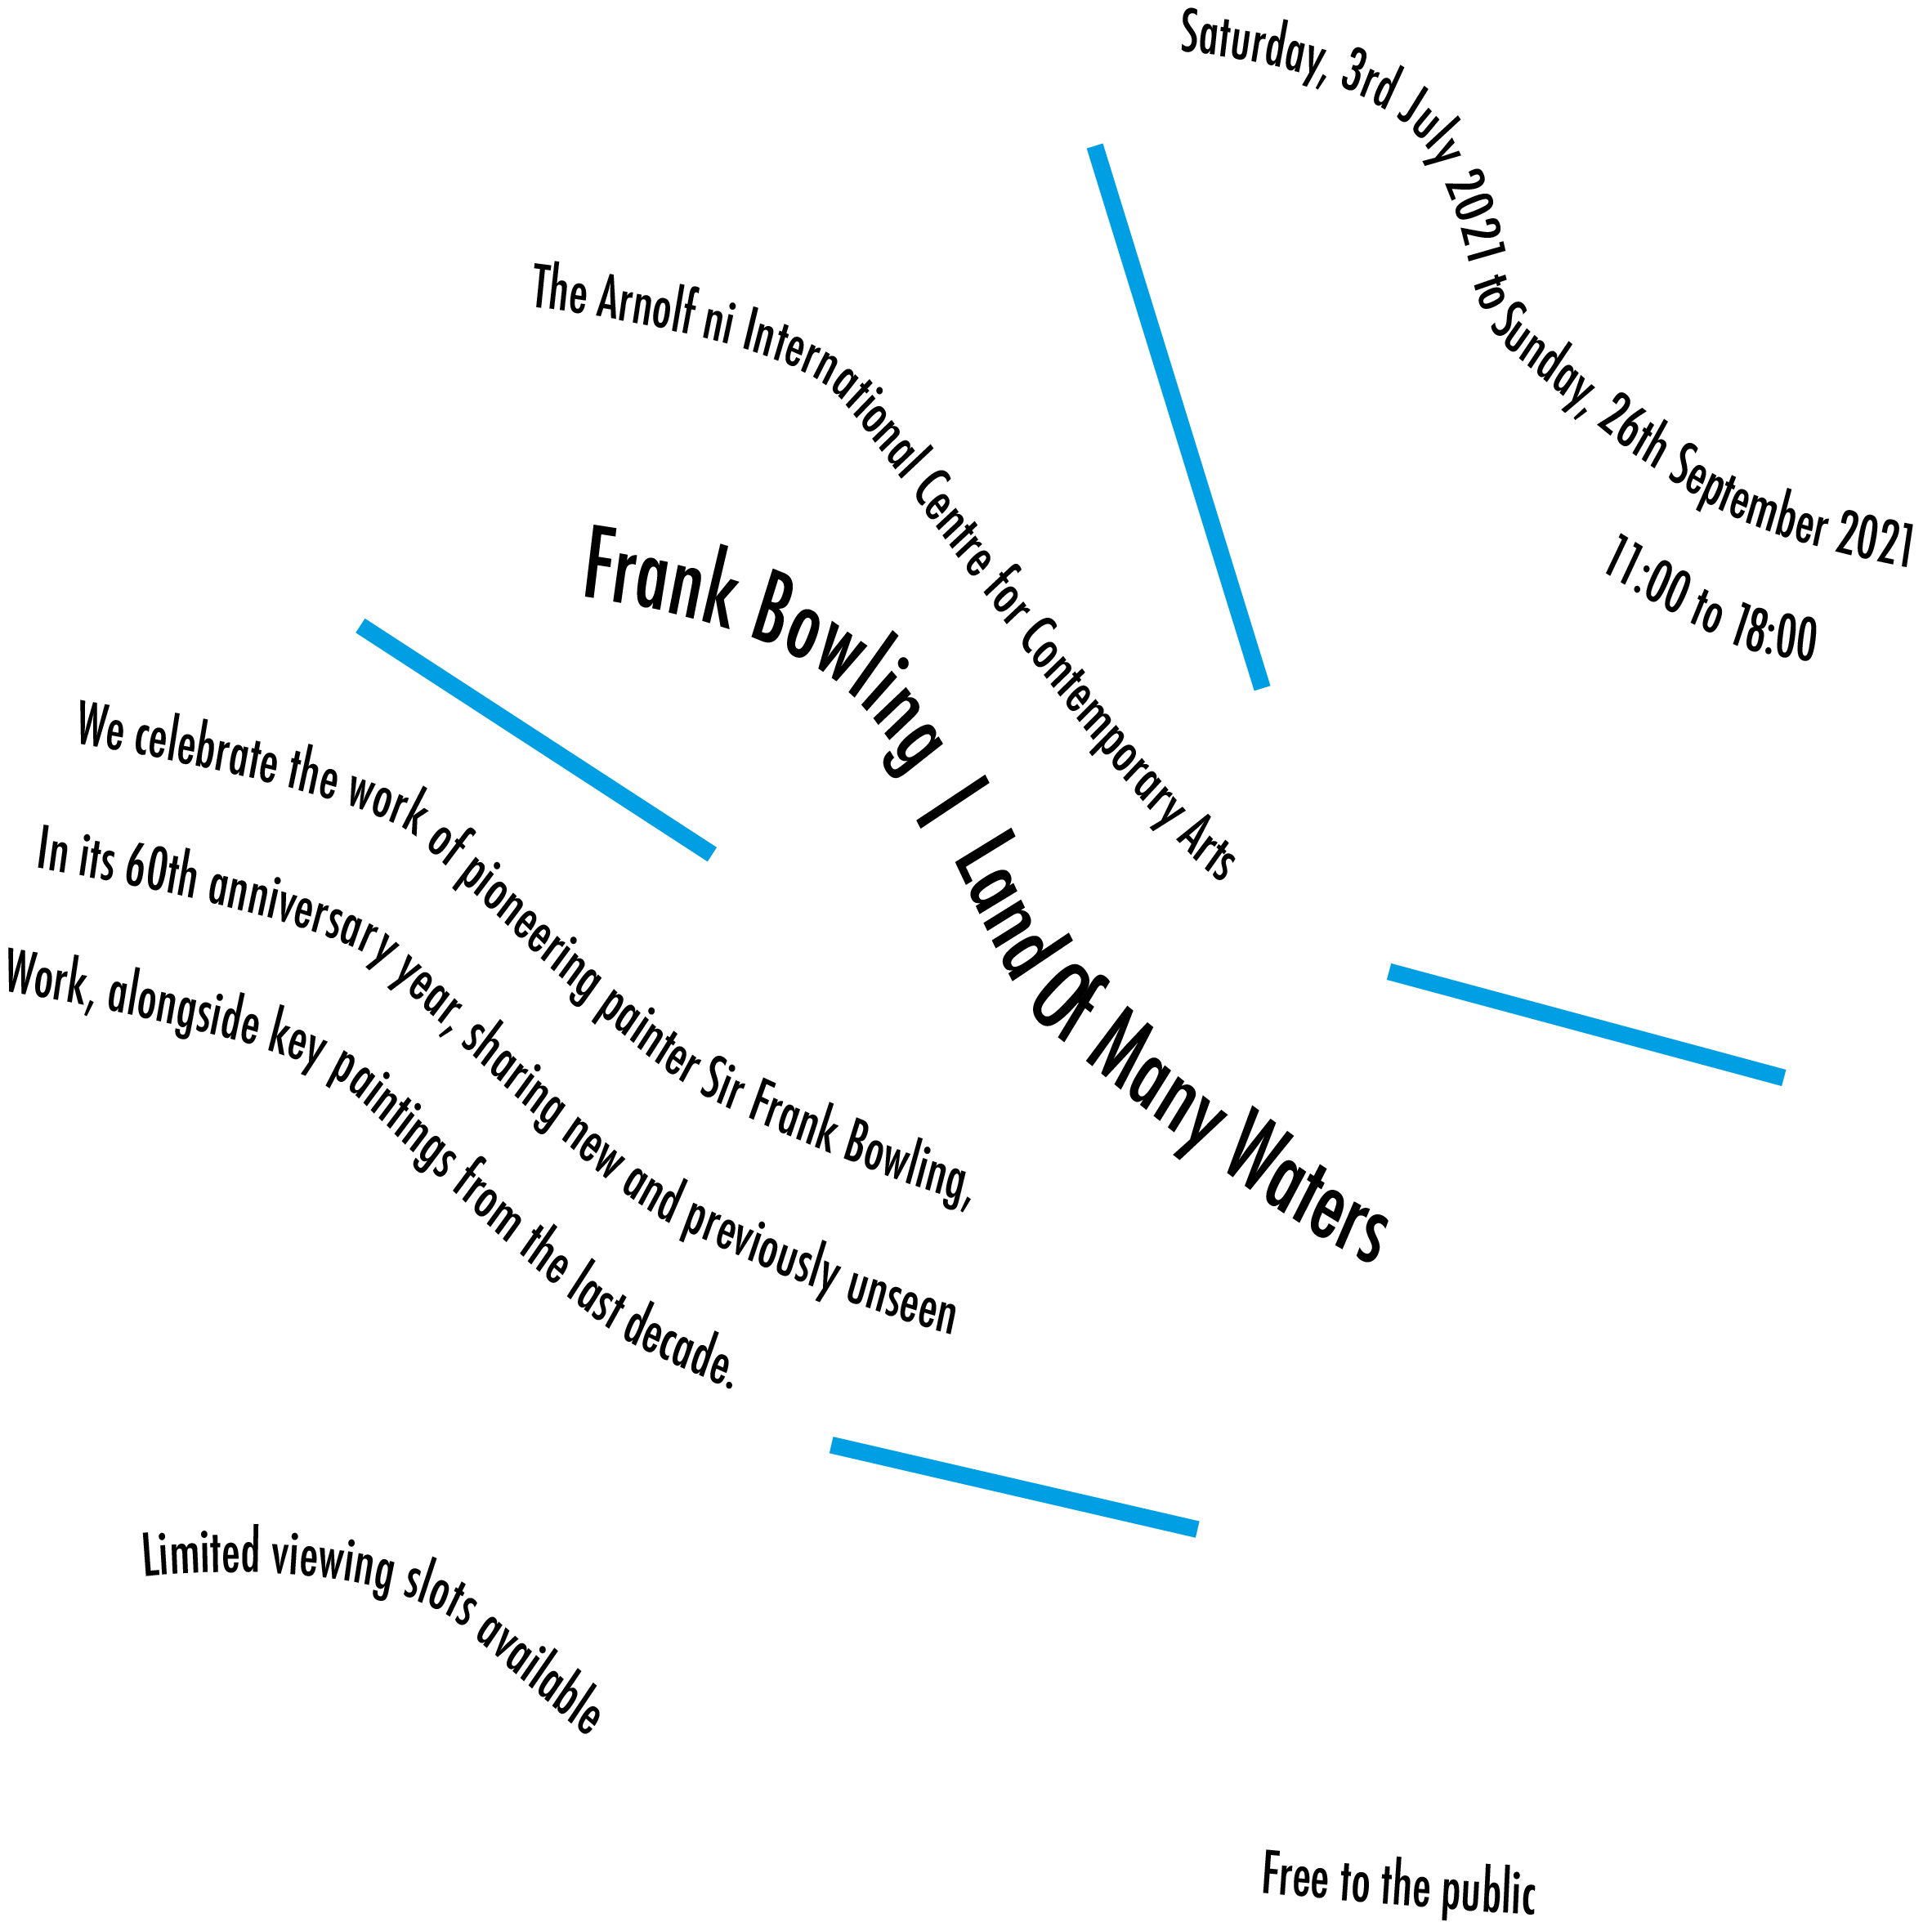 Saturday, 3rd July 2021 to Sunday, 26th September 2021
11:00 to 18:00
The Arnolf ni International Centre for Contemporary Arts
Frank Bowling / Land Of Many Waters
We celebrate the work of pioneering painter Sir Frank Bowling,
In its 60th anniversary year, sharing new and previously unseen
Work, alongside key paintings from the last decade.
Limited viewing slots available
Free to the public